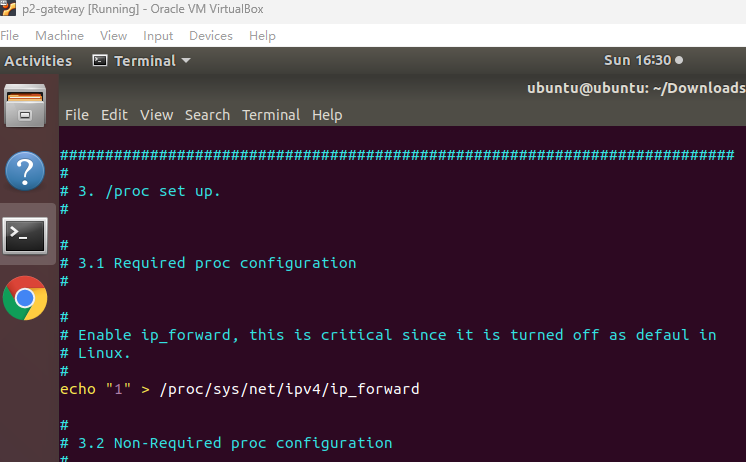 p2-gateway [Running] - Oracle VM VirtualBox
File Machine View Input Devices Help
Activities Terminal Sun 16:30
ubuntu@ubuntu: ~/Downloads
File Edit View Search Terminal Help
###########################################################################
#
# 3. /proc set up.
#
#
# 3.1 Required proc configuration
#
#
# Enable ip_forward, this is critical since it is turned off as defaul in
# Linux.
#
echo "1" > /proc/sys/net/ipv4/ip_forward
#
# 3.2 Non-Required proc configuration
#